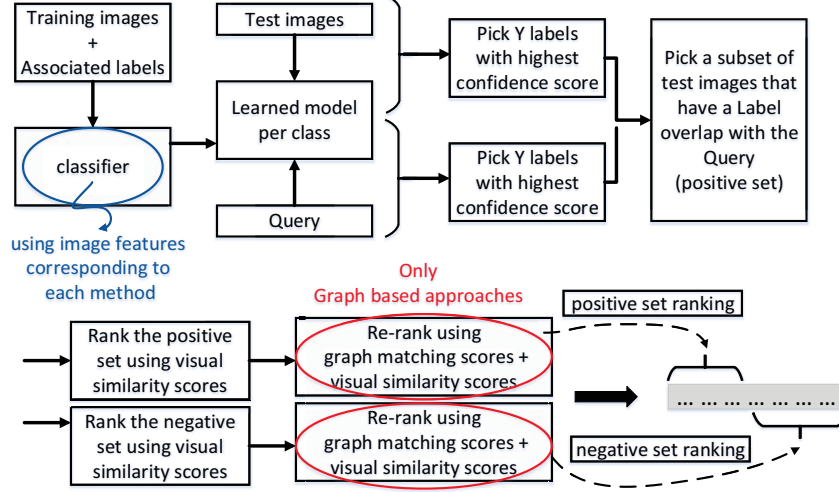 Training images
+
Associated labels
Test images
Pick Y labels
with highest
confidence score
Pick a subset of
test images that
have a Label
overlap with the
Query
(positive set)
Learned model
per class
classifier
Pick Y labels
with highest
confidence score
Query
using image features
corresponding to
each method
Only
Graph based approaches
positive set ranking
Rank the positive
set using visual
similarity scores
Re-rank using
graph matching scores +
visual similarity scores
... ... ... ... ... ... ...
Rank the negative
set using visual
similarity scores
Re-rank using
graph matching scores +
visual similarity scores
negative set ranking